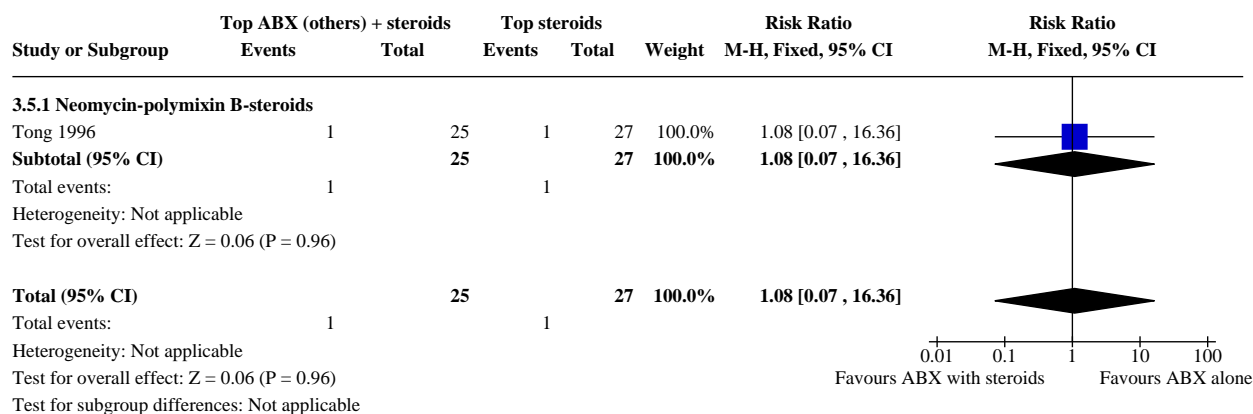 Top ABX (others) + steroids Top steroids Risk Ratio Risk Ratio
Study or Subgroup Events Total Events Total Weight M-H, Fixed, 95% CI M-H, Fixed, 95% CI
3.5.1 Neomycin-polymixin B-steroids
Tong 1996 1 25 1 27 100.0% 1.08 [0.07 , 16.36]
Subtotal (95% CI) 25 27 100.0% 1.08 [0.07 , 16.36]
Total events: 1 1
Heterogeneity: Not applicable
Test for overall effect: Z = 0.06 (P = 0.96)
Total (95% CI) 25 27 100.0% 1.08 [0.07 , 16.36]
Total events: 1 1
Heterogeneity: Not applicable 0.01 0.1 1 10 100
Test for overall effect: Z = 0.06 (P = 0.96) Favours ABX with steroids Favours ABX alone
Test for subgroup differences: Not applicable